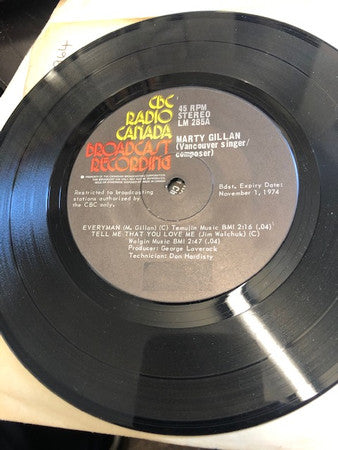 CBC
RADIO
CANADA
BROADCAST
RECORDING
45 RPM
STEREO
LM 285A
MARTY GILLAN
(Vancouver singer/
composer)
Restricted to broadcasting
stations authorized by
the CBC only.
Bdst. Expiry Date:
November 1, 1974
EVERYMAN (M. Gillan) (C) Temujin Music BMI 2:16 (.04)
TELL ME THAT YOU LOVE ME (Jim Walchuk) (C)
Walgin Music BMI 2:47 (.04)
Producer: George Laverock
Technician: Don Hardisty